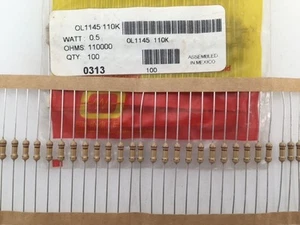 OL1145 110K
WATT 0.5
OHMS: 110000
QTY 100
0313
OL1145 110K
100
ASSEMBLED
IN MEXICO